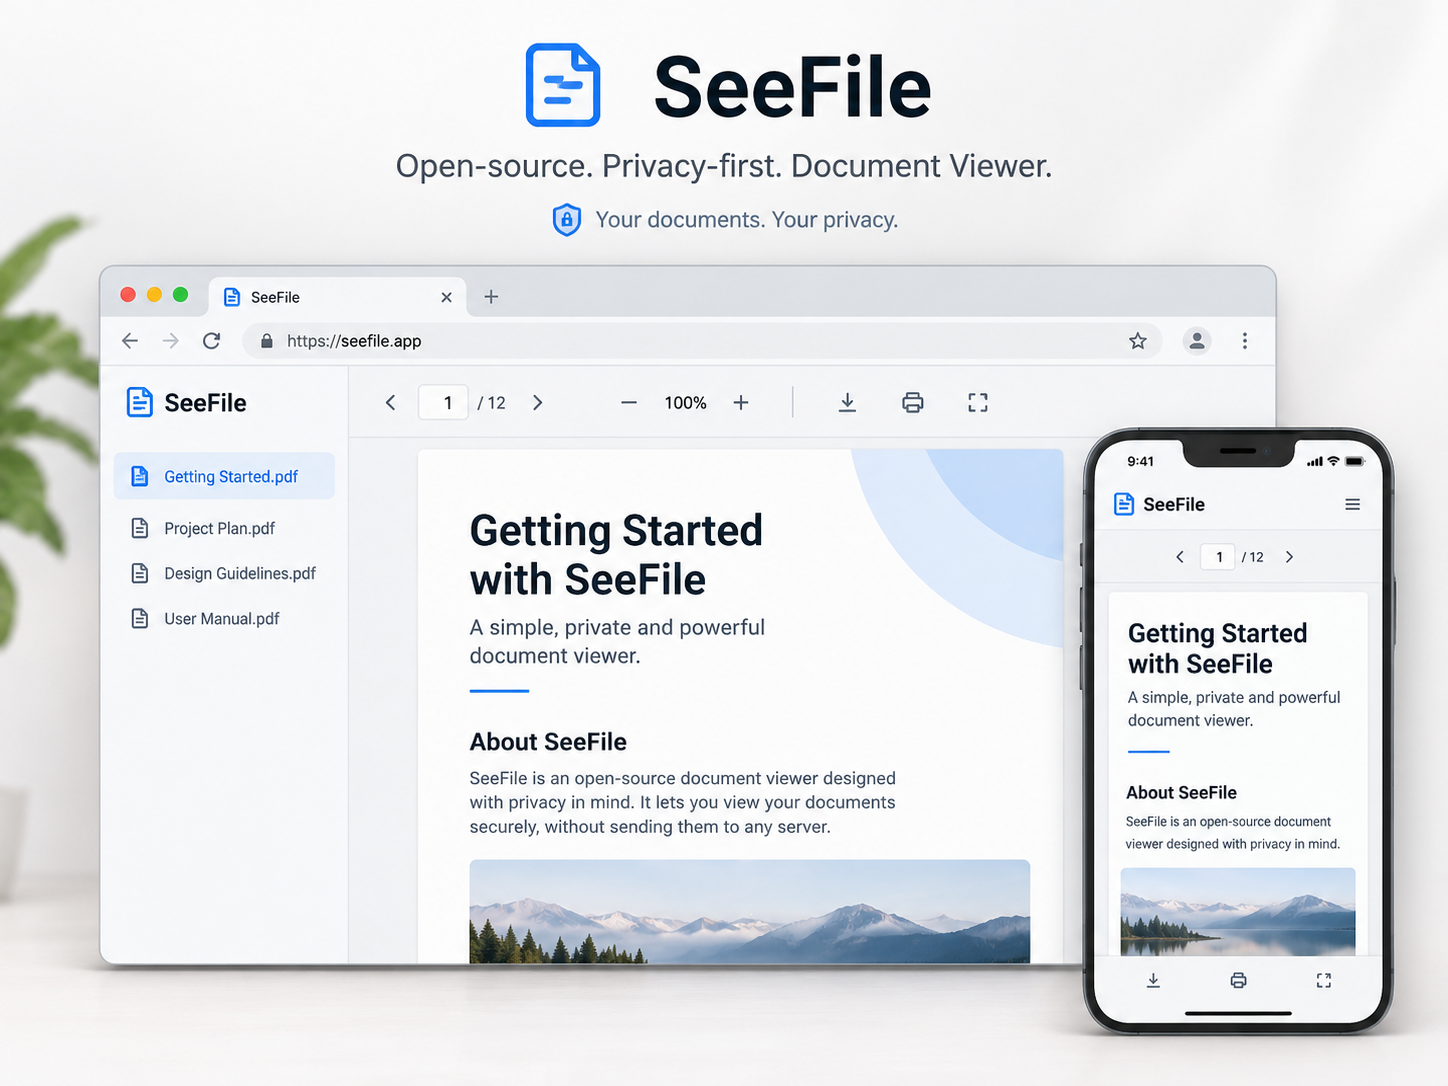 SeeFile
Open-source. Privacy-first. Document Viewer.
Your documents. Your privacy.
SeeFile
https://seefile.app
SeeFile
1 / 12
100%
Getting Started.pdf
Project Plan.pdf
Design Guidelines.pdf
User Manual.pdf
Getting Started
with SeeFile
A simple, private and powerful
document viewer.
About SeeFile
SeeFile is an open-source document viewer designed
with privacy in mind. It lets you view your documents
securely, without sending them to any server.
9:41
SeeFile
1 / 12
Getting Started
with SeeFile
A simple, private and powerful
document viewer.
About SeeFile
SeeFile is an open-source document
viewer designed with privacy in mind.